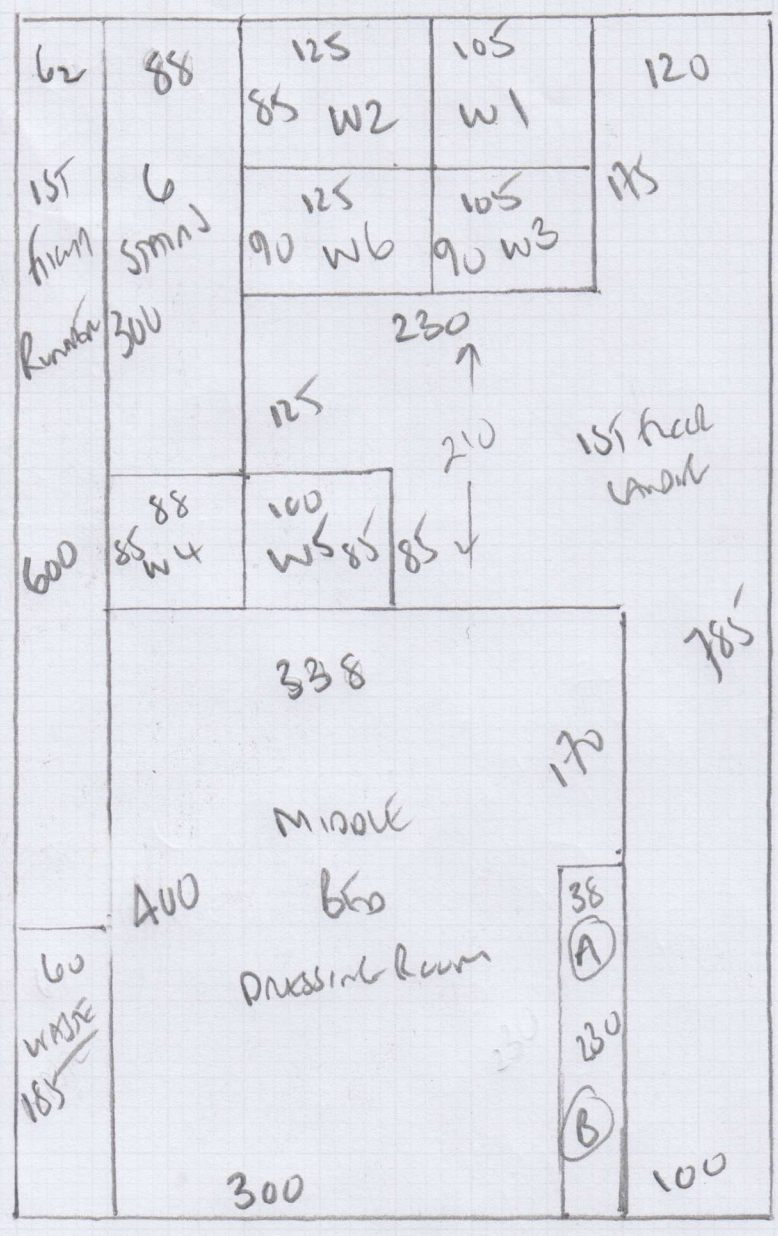 62
1ST
FLIGHT
RUNNER
600
60
WASTE
185
88
6
STAIRS
300
125
85 W2
105
W1
125
90 W6
105
90 W3
120
175
230
125
210
1ST FLOOR
LANDING
88
85 W4
100
W5 85
85
785
338
170
MIDDLE
400 BED
DRESSING ROOM
38
A
230
B
300
100